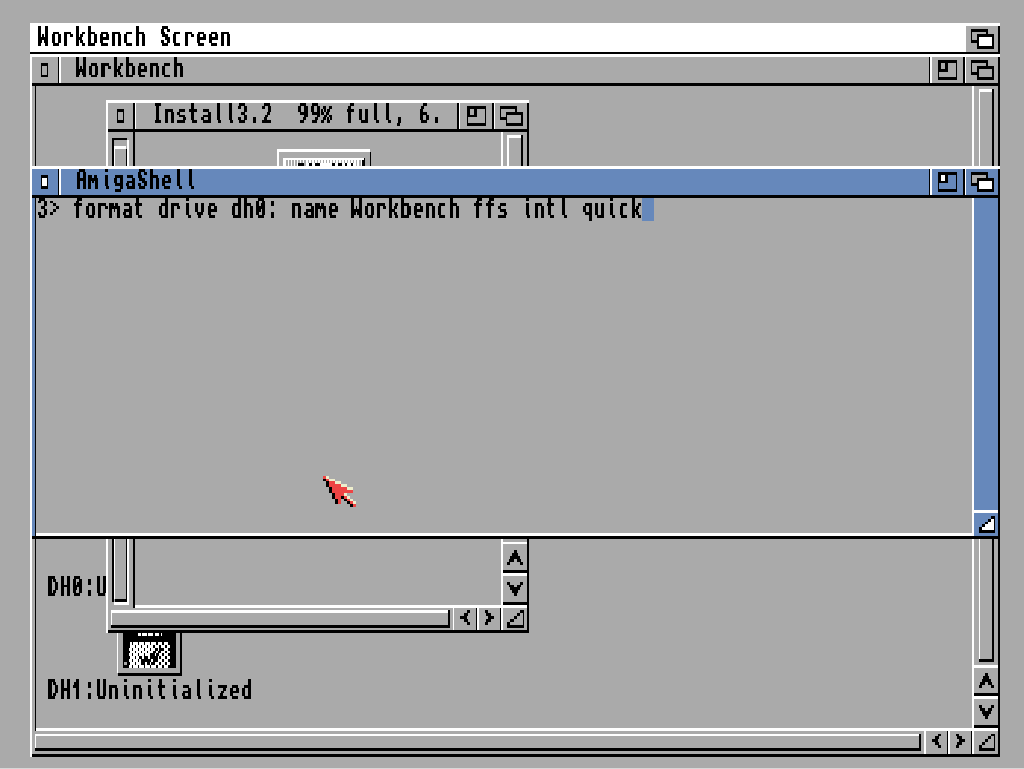 Workbench Screen
Workbench
Install3.2  99% full, 6.
AmigaShell
3> format drive dh0: name Workbench ffs intl quick
DH0:U
DH1:Uninitialized